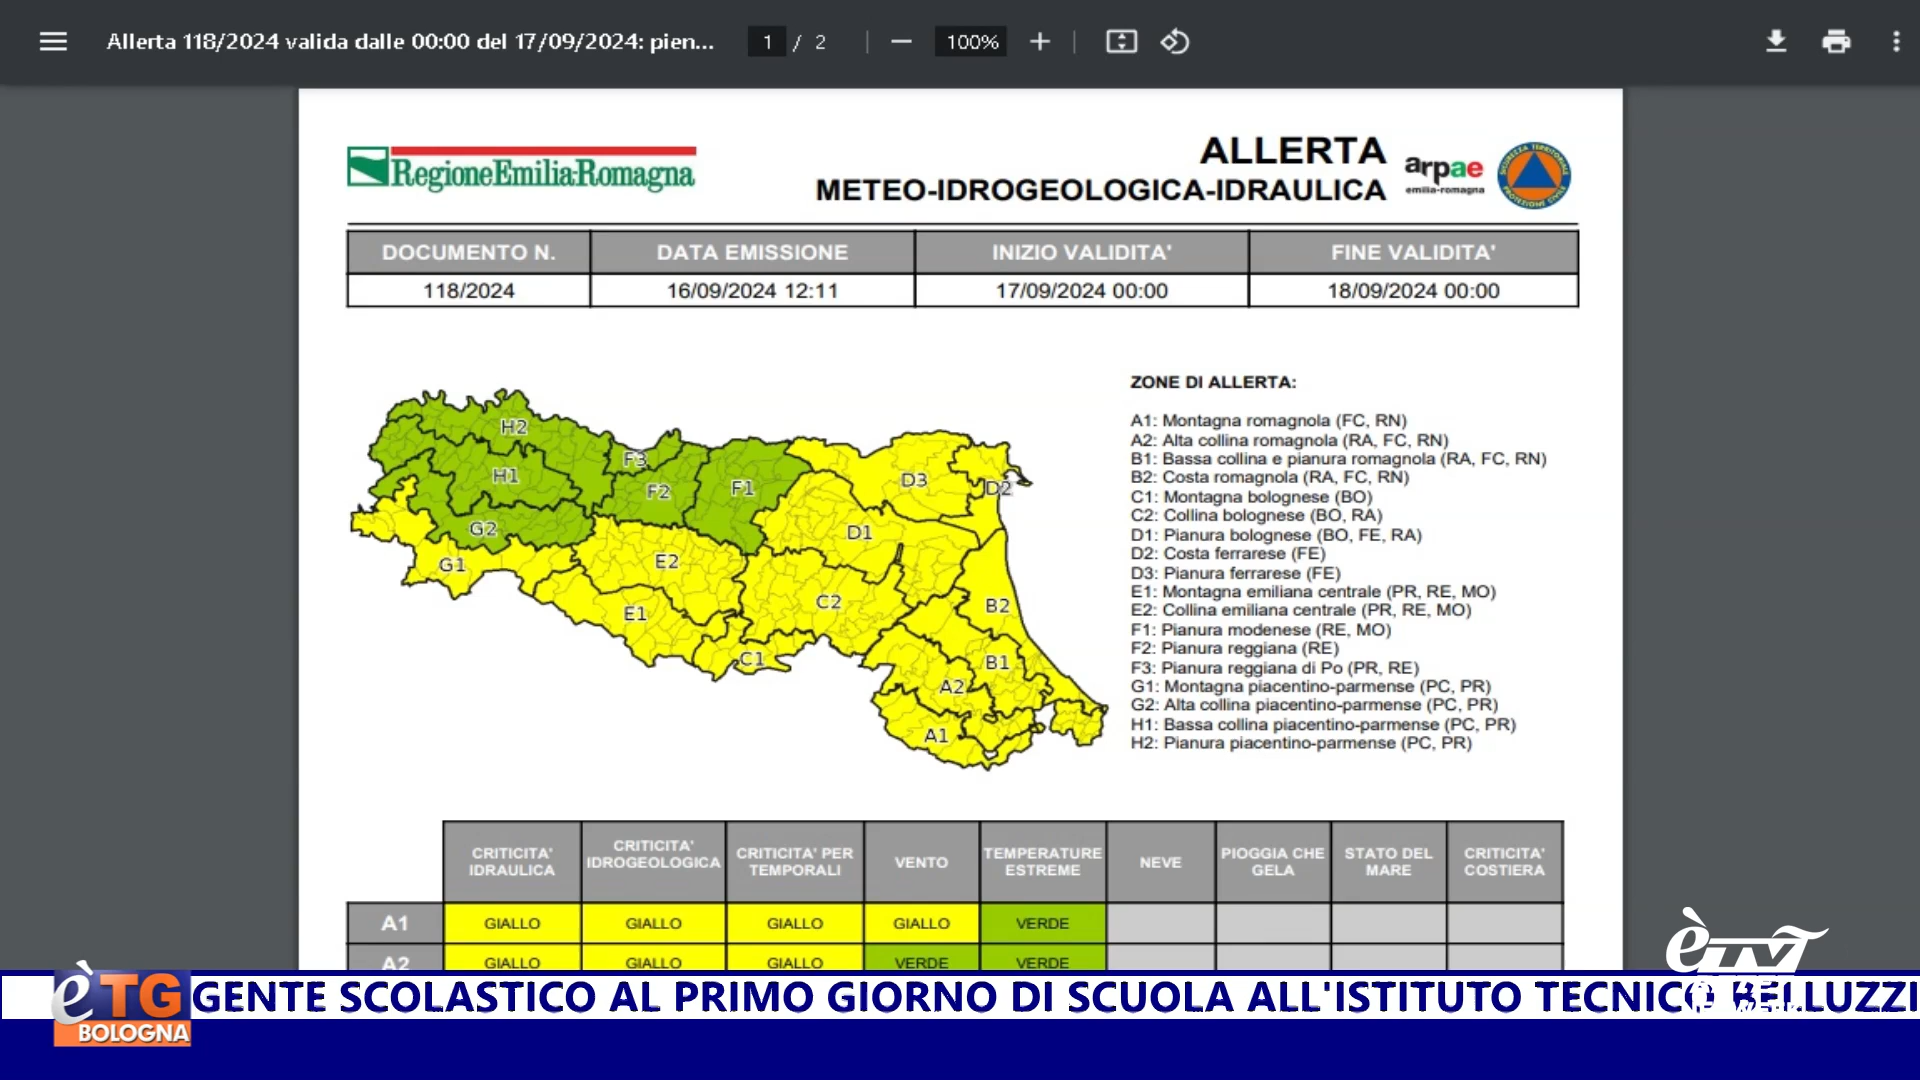 Allerta 118/2024 valida dalle 00:00 del 17/09/2024: pien...
1 / 2
100%
RegioneEmilia-Romagna
ALLERTA
METEO-IDROGEOLOGICA-IDRAULICA
arpae
emilia-romagna
SICUREZZA TERRITORIALE
PROTEZIONE CIVILE
DOCUMENTO N. DATA EMISSIONE INIZIO VALIDITA' FINE VALIDITA'
118/2024 16/09/2024 12:11 17/09/2024 00:00 18/09/2024 00:00
H2
F3
H1
F2
F1
D3
D2
G2
D1
G1
E2
C2
B2
E1
C1
B1
A2
A1
ZONE DI ALLERTA:
A1: Montagna romagnola (FC, RN)
A2: Alta collina romagnola (RA, FC, RN)
B1: Bassa collina e pianura romagnola (RA, FC, RN)
B2: Costa romagnola (RA, FC, RN)
C1: Montagna bolognese (BO)
C2: Collina bolognese (BO, RA)
D1: Pianura bolognese (BO, FE, RA)
D2: Costa ferrarese (FE)
D3: Pianura ferrarese (FE)
E1: Montagna emiliana centrale (PR, RE, MO)
E2: Collina emiliana centrale (PR, RE, MO)
F1: Pianura modenese (RE, MO)
F2: Pianura reggiana (RE)
F3: Pianura reggiana di Po (PR, RE)
G1: Montagna piacentino-parmense (PC, PR)
G2: Alta collina piacentino-parmense (PC, PR)
H1: Bassa collina piacentino-parmense (PC, PR)
H2: Pianura piacentino-parmense (PC, PR)
CRITICITA' IDRAULICA
CRITICITA' IDROGEOLOGICA
CRITICITA' PER TEMPORALI
VENTO
TEMPERATURE ESTREME
NEVE
PIOGGIA CHE GELA
STATO DEL MARE
CRITICITA' COSTIERA
A1 GIALLO GIALLO GIALLO GIALLO VERDE
A2 GIALLO GIALLO GIALLO VERDE VERDE
èTV
èTG
BOLOGNA
GENTE SCOLASTICO AL PRIMO GIORNO DI SCUOLA ALL'ISTITUTO TECNICO BELLUZZI